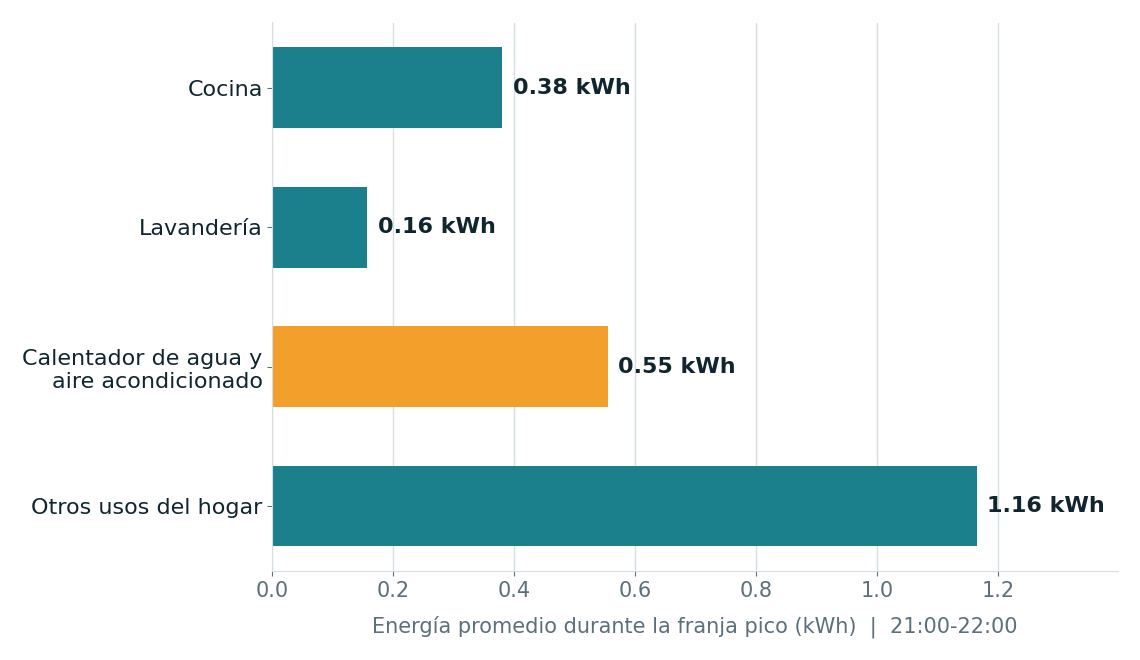 Cocina
0.38 kWh
Lavandería
0.16 kWh
Calentador de agua y
aire acondicionado
0.55 kWh
Otros usos del hogar
1.16 kWh
0.0 0.2 0.4 0.6 0.8 1.0 1.2
Energía promedio durante la franja pico (kWh) | 21:00-22:00